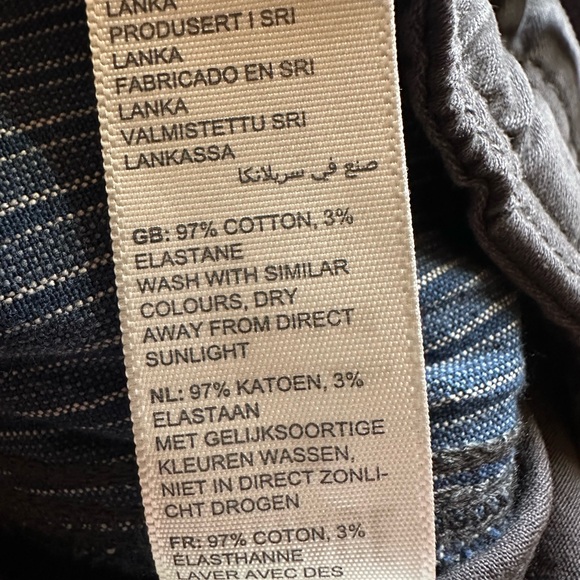 LANKA
PRODUSERT I SRI
LANKA
FABRICADO EN SRI
LANKA
VALMISTETTU SRI
LANKASSA
صنع في سريلانكا
GB: 97% COTTON, 3%
ELASTANE
WASH WITH SIMILAR
COLOURS, DRY
AWAY FROM DIRECT
SUNLIGHT
NL: 97% KATOEN, 3%
ELASTAAN
MET GELIJKSOORTIGE
KLEUREN WASSEN,
NIET IN DIRECT ZONLI-
CHT DROGEN
FR: 97% COTON, 3%
ÉLASTHANNE
LAVER AVEC DES